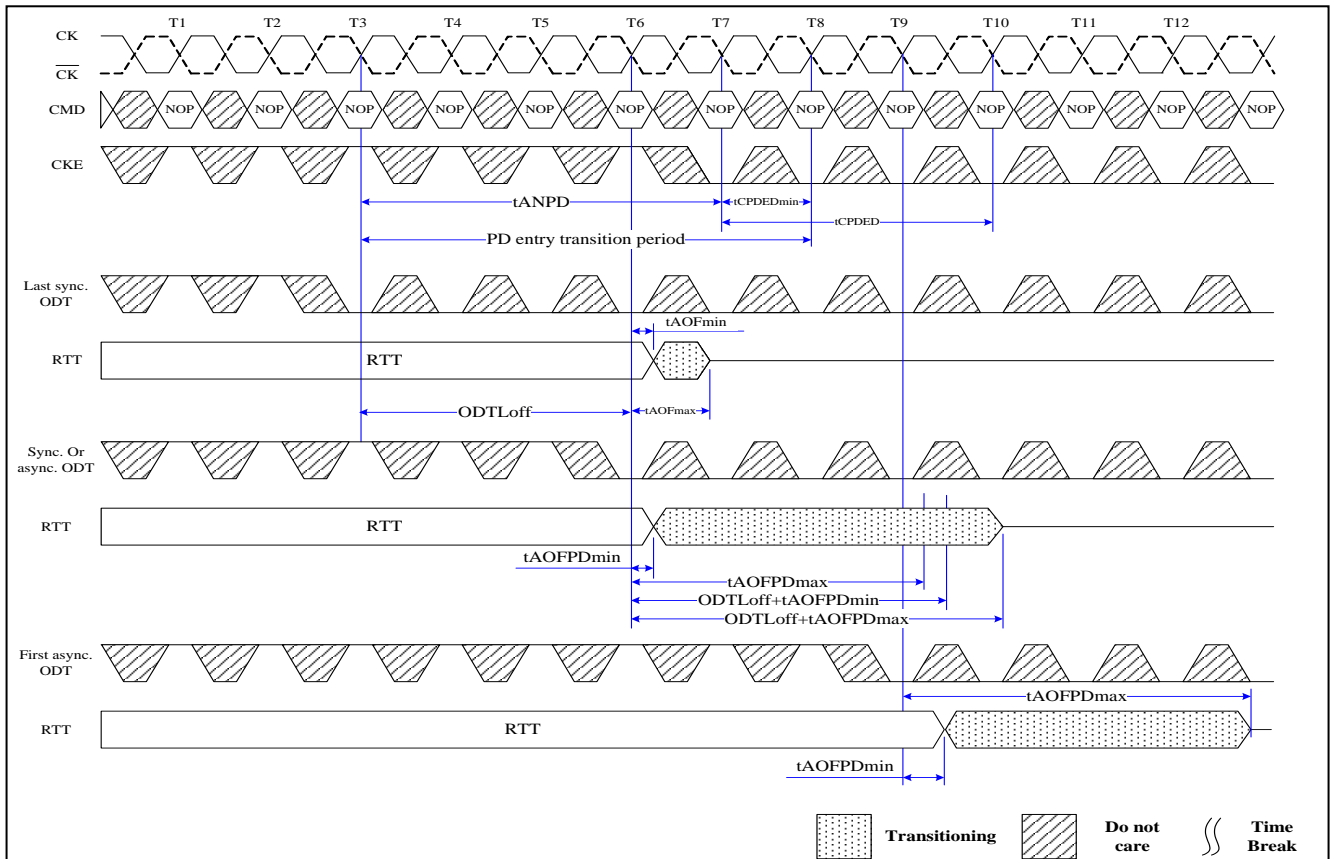 T1 T2 T3 T4 T5 T6 T7 T8 T9 T10 T11 T12
CK
CK
CMD NOP NOP NOP NOP NOP NOP NOP NOP NOP NOP NOP NOP NOP
CKE
tANPD tCPDEDmin
tCPDED
PD entry transition period
Last sync.
ODT
tAOFmin
RTT RTT
ODTLoff tAOFmax
Sync. Or
async. ODT
RTT RTT
tAOFPDmin
tAOFPDmax
ODTLoff+tAOFPDmin
ODTLoff+tAOFPDmax
First async.
ODT
tAOFPDmax
RTT RTT
tAOFPDmin
Transitioning
Do not
care
Time
Break